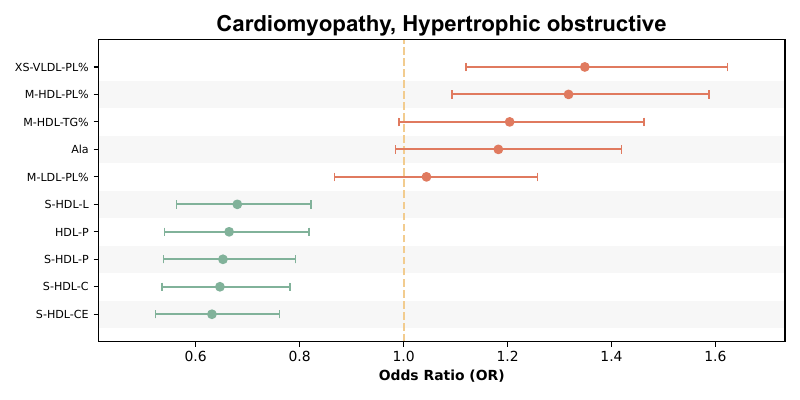 Cardiomyopathy, Hypertrophic obstructive
XS-VLDL-PL%
M-HDL-PL%
M-HDL-TG%
Ala
M-LDL-PL%
S-HDL-L
HDL-P
S-HDL-P
S-HDL-C
S-HDL-CE
0.6 0.8 1.0 1.2 1.4 1.6
Odds Ratio (OR)